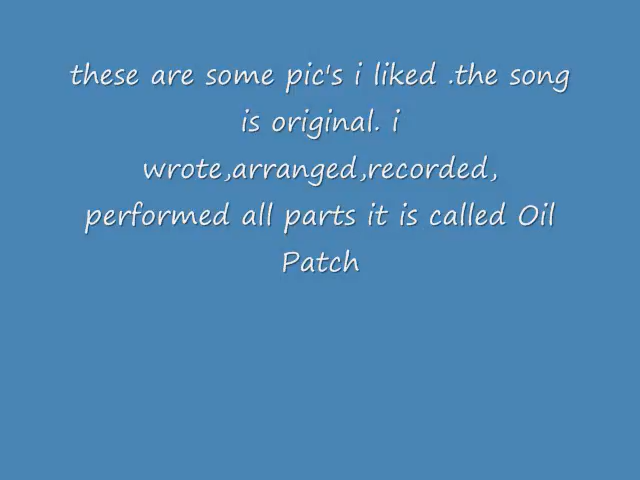 these are some pic's i liked .the song
is original. i
wrote,arranged,recorded,
performed all parts it is called Oil
Patch